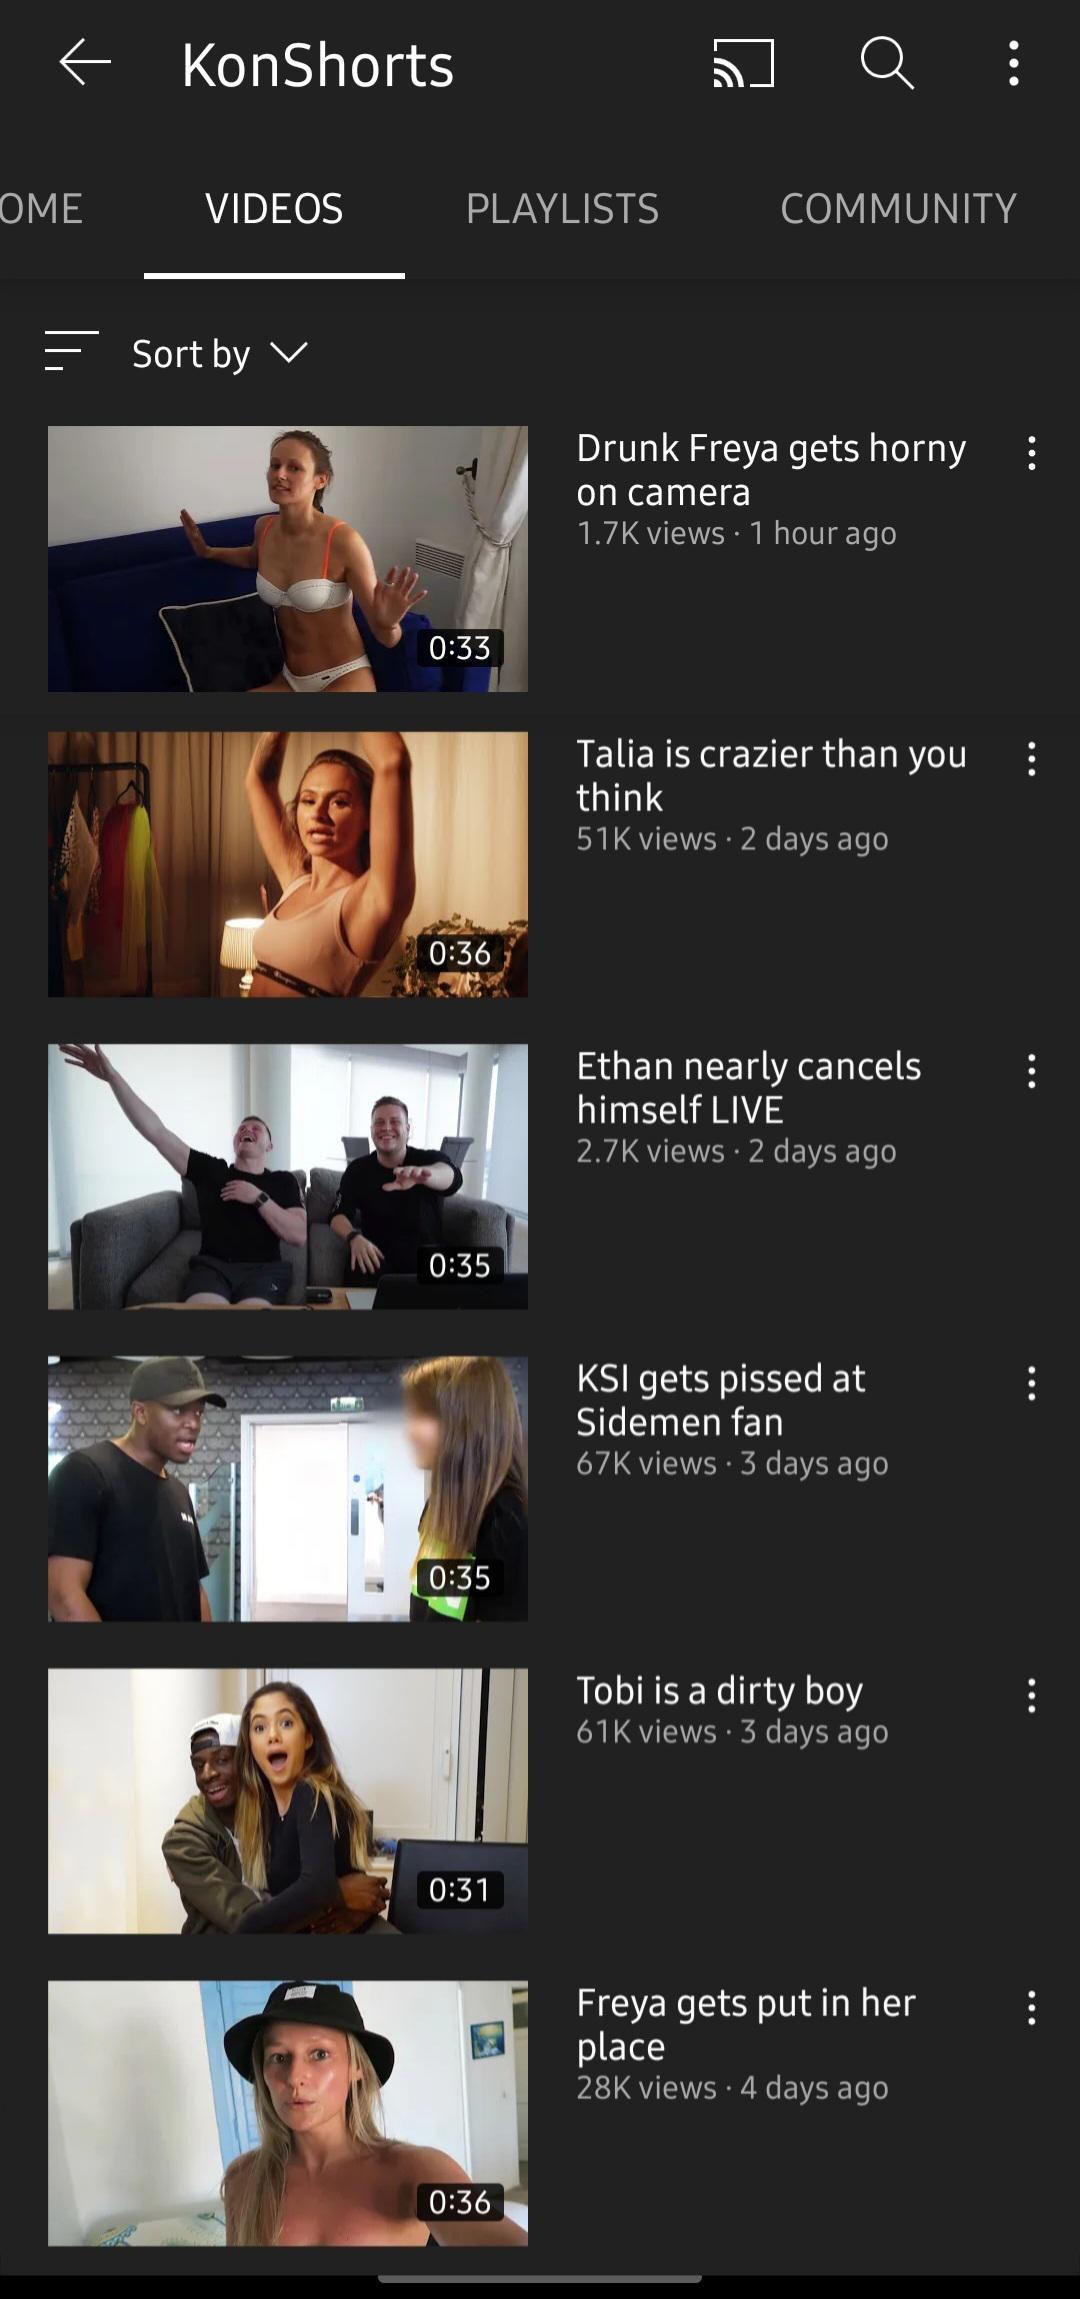 KonShorts
OME VIDEOS PLAYLISTS COMMUNITY
Sort by
Drunk Freya gets horny
on camera
1.7K views · 1 hour ago
0:33
Talia is crazier than you
think
51K views · 2 days ago
0:36
Ethan nearly cancels
himself LIVE
2.7K views · 2 days ago
0:35
KSI gets pissed at
Sidemen fan
67K views · 3 days ago
0:35
Tobi is a dirty boy
61K views · 3 days ago
0:31
Freya gets put in her
place
28K views · 4 days ago
0:36